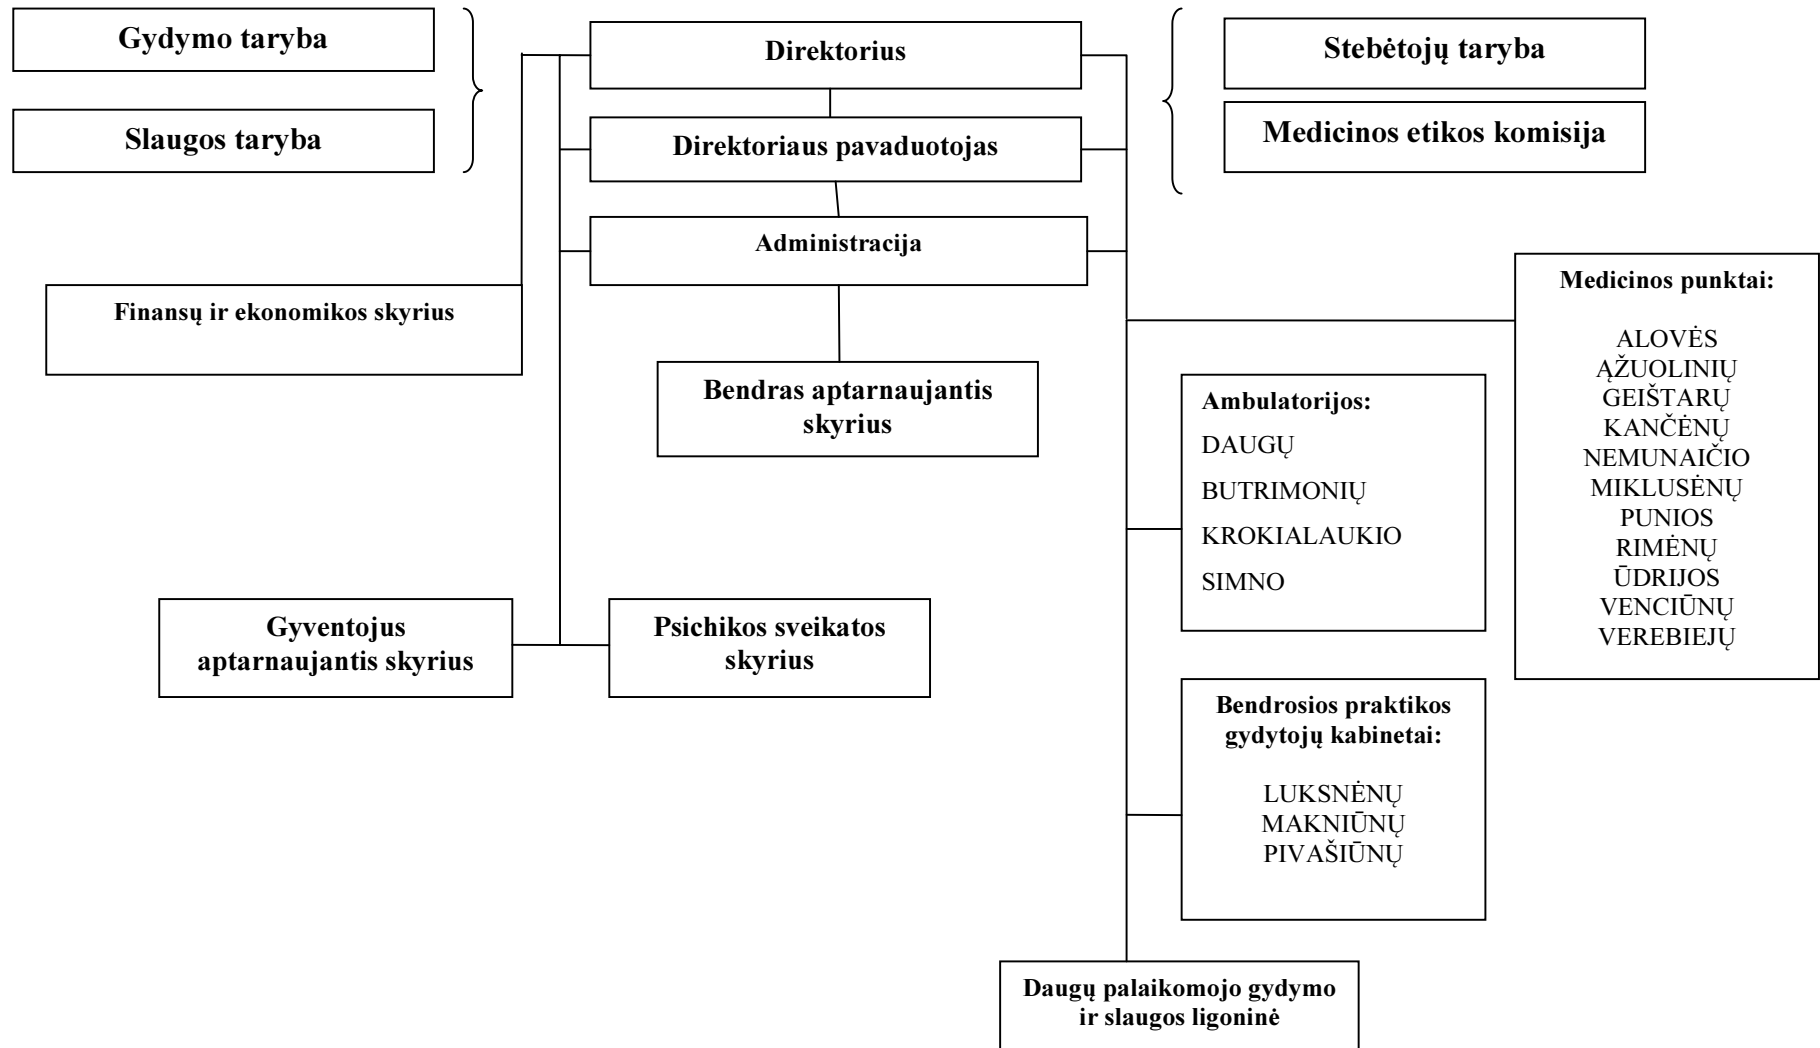 Gydymo taryba
Slaugos taryba
Direktorius
Direktoriaus pavaduotojas
Administracija
Stebėtojų taryba
Medicinos etikos komisija
Finansų ir ekonomikos skyrius
Bendras aptarnaujantis
skyrius
Gyventojus
aptarnaujantis skyrius
Psichikos sveikatos
skyrius
Ambulatorijos:
DAUGŲ
BUTRIMONIŲ
KROKIALAUKIO
SIMNO
Medicinos punktai:
ALOVĖS
ĄŽUOLINIŲ
GEIŠTARŲ
KANČĖNŲ
NEMUNAIČIO
MIKLUSĖNŲ
PUNIOS
RIMĖNŲ
ŪDRIJOS
VENCIŪNŲ
VEREBIEJŲ
Bendrosios praktikos
gydytojų kabinetai:
LUKSNĖNŲ
MAKNIŪNŲ
PIVAŠIŪNŲ
Daugų palaikomojo gydymo
ir slaugos ligoninė